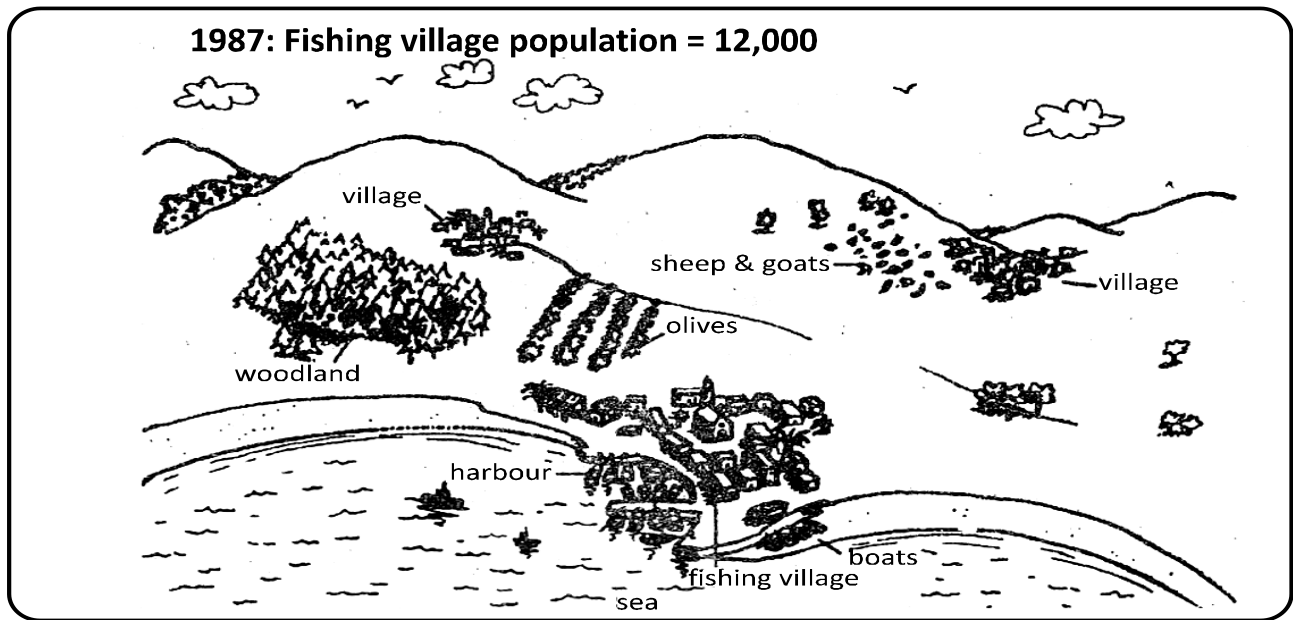 1987: Fishing village population = 12,000
village
sheep & goats
village
olives
woodland
harbour
boats
fishing village
sea